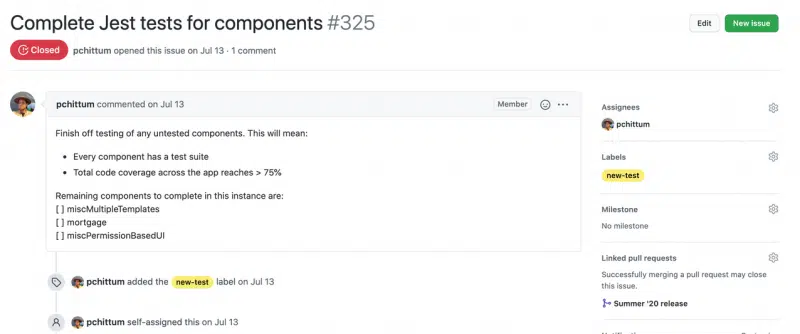 Complete Jest tests for components #325
Edit
New issue
Closed
pchittum opened this issue on Jul 13 · 1 comment
pchittum commented on Jul 13
Member
Finish off testing of any untested components. This will mean:
• Every component has a test suite
• Total code coverage across the app reaches > 75%
Remaining components to complete in this instance are:
[ ] miscMultipleTemplates
[ ] mortgage
[ ] miscPermissionBasedUI
pchittum added the new-test label on Jul 13
pchittum self-assigned this on Jul 13
Assignees
pchittum
Labels
new-test
Milestone
No milestone
Linked pull requests
Successfully merging a pull request may close
this issue.
Summer '20 release